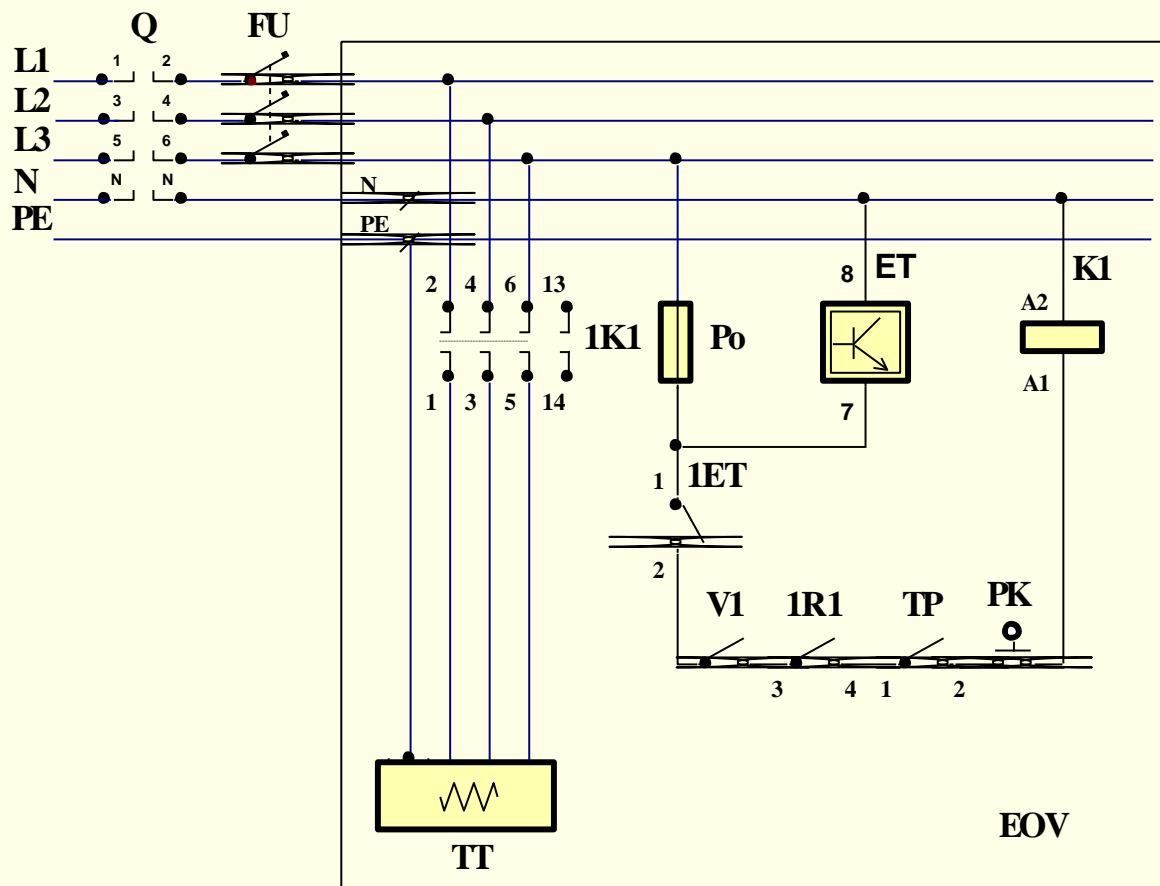 Q FU
L1 1 2
L2 3 4
L3 5 6
N N N N
PE PE
8 ET K1
2 4 6 13 A2
1K1 Po
1 3 5 14 7 A1
1 1ET
2
V1 1R1 TP PK
3 4 1 2
EOV
TT